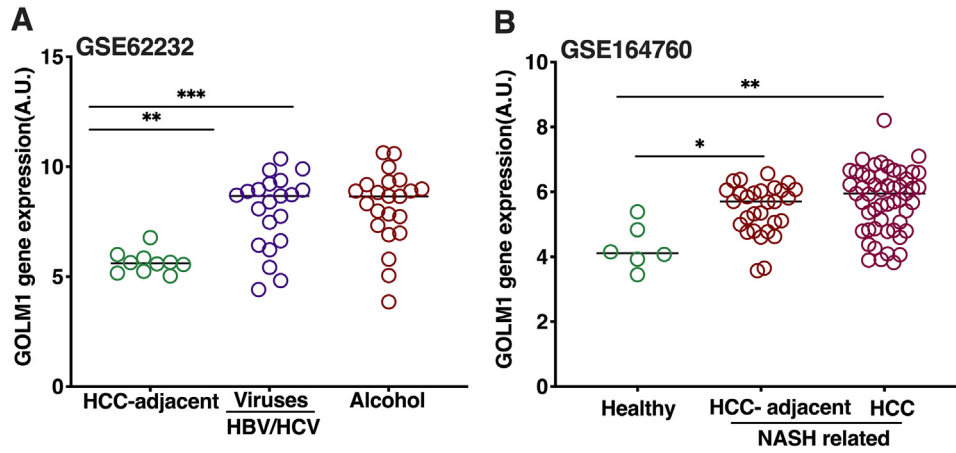 A
GSE62232
GOLM1 gene expression(A.U.)
15
10
5
0
***
**
HCC-adjacent
Viruses
HBV/HCV
Alcohol
B
GSE164760
GOLM1 gene expression(A.U.)
10
8
6
4
2
0
**
*
Healthy
HCC- adjacent
HCC
NASH related